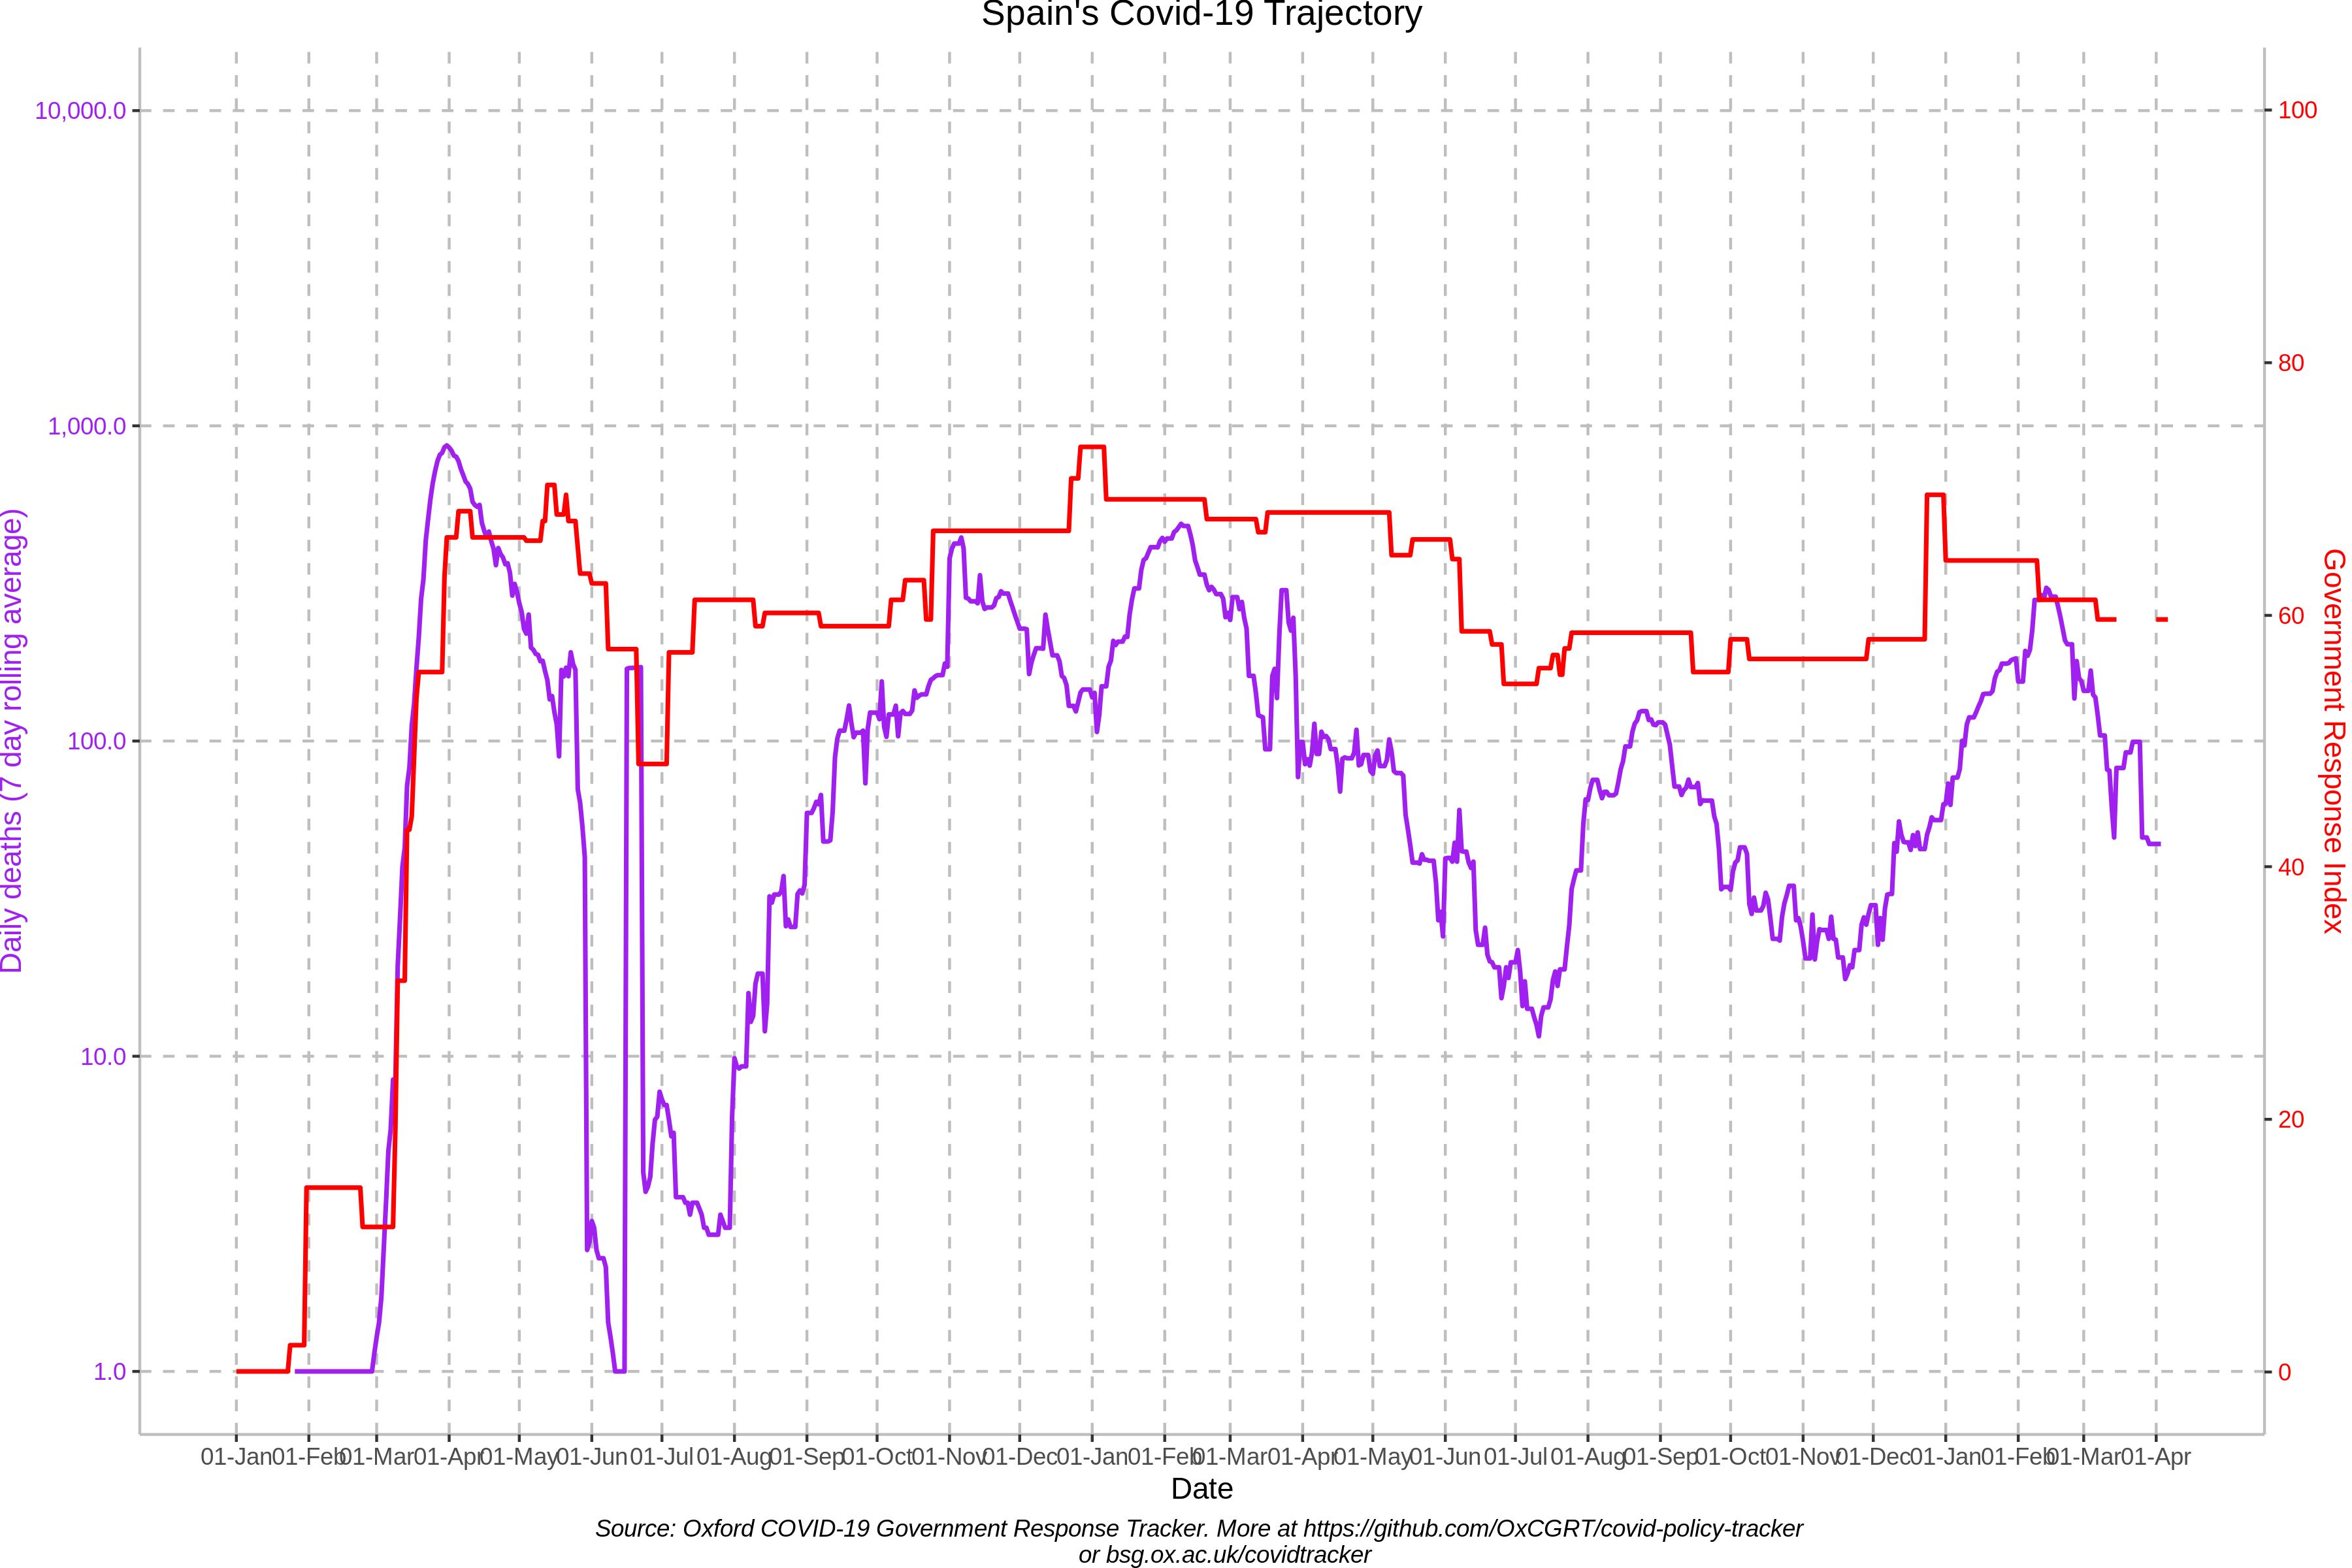 Spain's Covid-19 Trajectory
Daily deaths (7 day rolling average)
10,000.0
1,000.0
100.0
10.0
1.0
Government Response Index
100
80
60
40
20
0
01-Jan 01-Feb 01-Mar 01-Apr 01-May 01-Jun 01-Jul 01-Aug 01-Sep 01-Oct 01-Nov 01-Dec 01-Jan 01-Feb 01-Mar 01-Apr 01-May 01-Jun 01-Jul 01-Aug 01-Sep 01-Oct 01-Nov 01-Dec 01-Jan 01-Feb 01-Mar 01-Apr
Date
Source: Oxford COVID-19 Government Response Tracker. More at https://github.com/OxCGRT/covid-policy-tracker
or bsg.ox.ac.uk/covidtracker